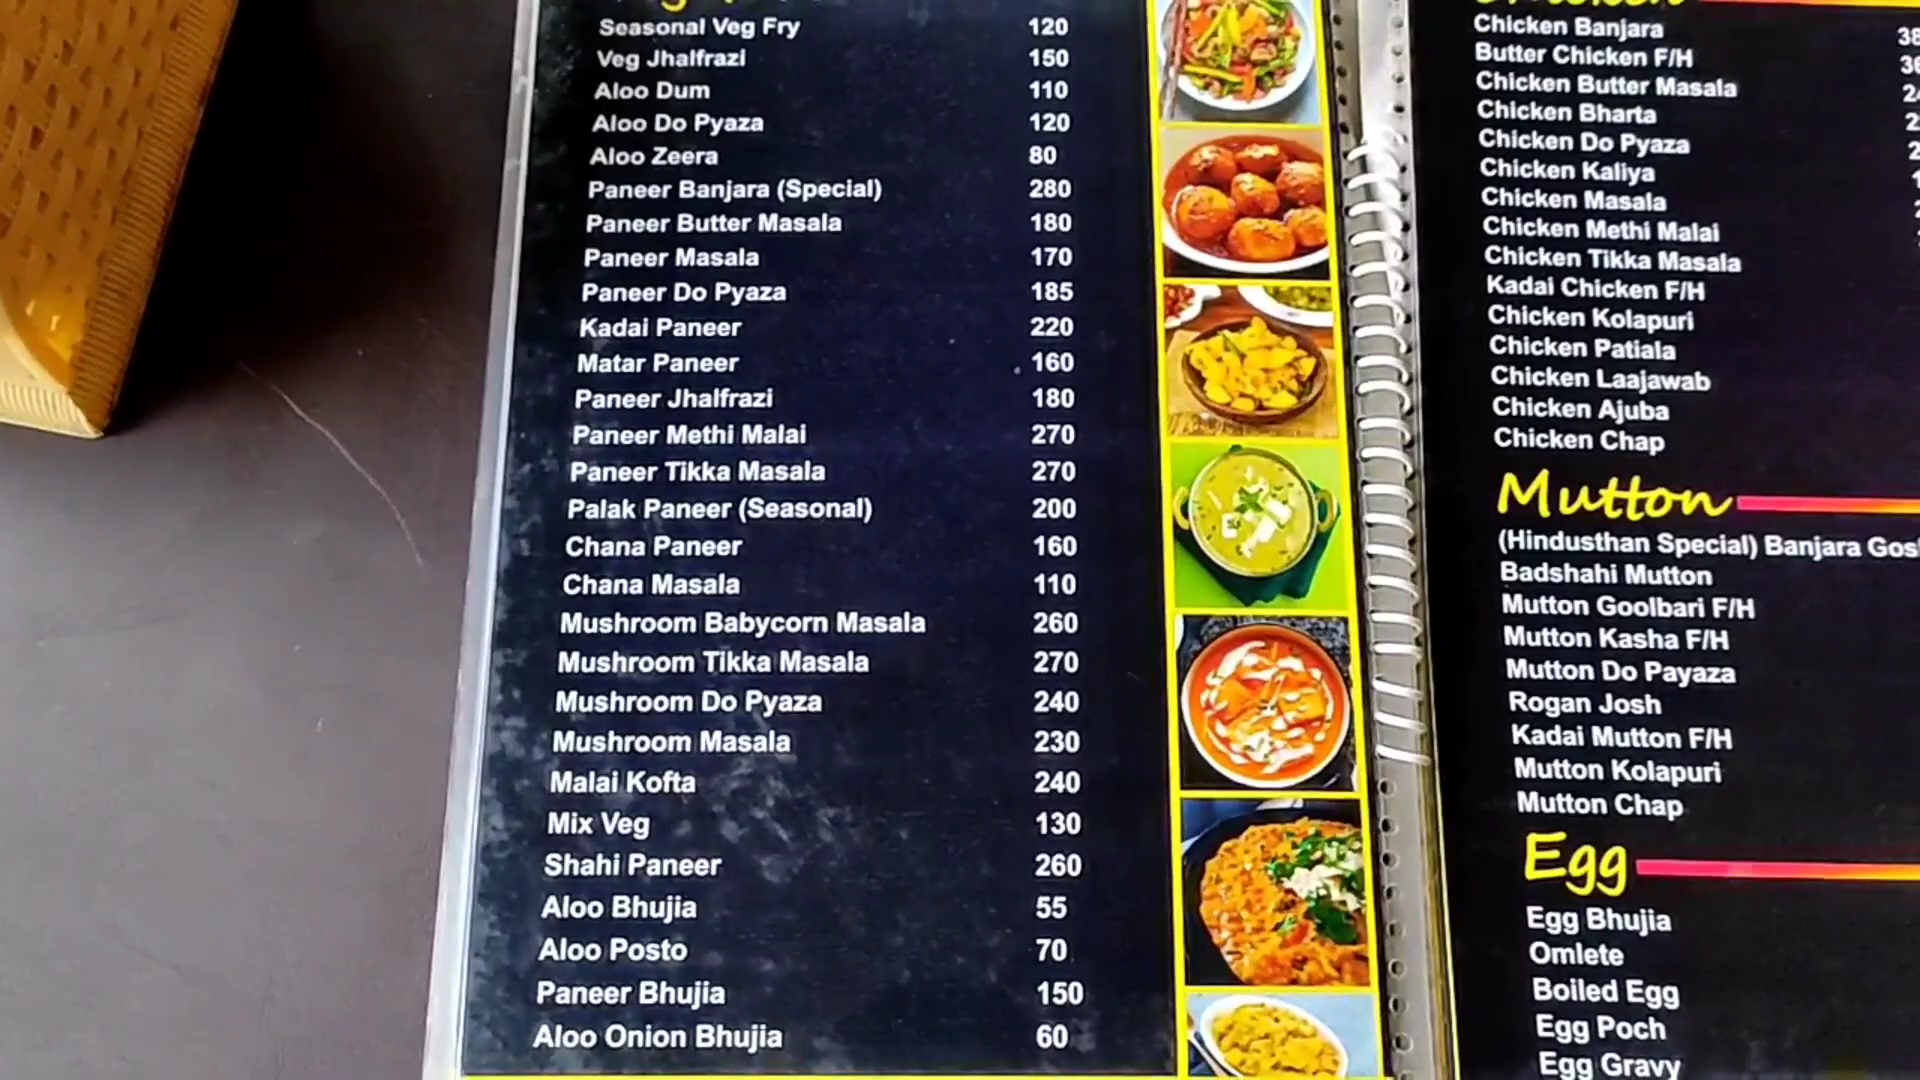 Seasonal Veg Fry 120
Veg Jhalfrazi 150
Aloo Dum 110
Aloo Do Pyaza 120
Aloo Zeera 80
Paneer Banjara (Special) 280
Paneer Butter Masala 180
Paneer Masala 170
Paneer Do Pyaza 185
Kadai Paneer 220
Matar Paneer 160
Paneer Jhalfrazi 180
Paneer Methi Malai 270
Paneer Tikka Masala 270
Palak Paneer (Seasonal) 200
Chana Paneer 160
Chana Masala 110
Mushroom Babycorn Masala 260
Mushroom Tikka Masala 270
Mushroom Do Pyaza 240
Mushroom Masala 230
Malai Kofta 240
Mix Veg 130
Shahi Paneer 260
Aloo Bhujia 55
Aloo Posto 70
Paneer Bhujia 150
Aloo Onion Bhujia 60
Chicken Banjara
Butter Chicken F/H
Chicken Butter Masala
Chicken Bharta
Chicken Do Pyaza
Chicken Kaliya
Chicken Masala
Chicken Methi Malai
Chicken Tikka Masala
Kadai Chicken F/H
Chicken Kolapuri
Chicken Patiala
Chicken Laajawab
Chicken Ajuba
Chicken Chap
Mutton
(Hindusthan Special) Banjara
Badshahi Mutton
Mutton Goolbari F/H
Mutton Kasha F/H
Mutton Do Payaza
Rogan Josh
Kadai Mutton F/H
Mutton Kolapuri
Mutton Chap
Egg
Egg Bhujia
Omlete
Boiled Egg
Egg Poch
Egg Gravy